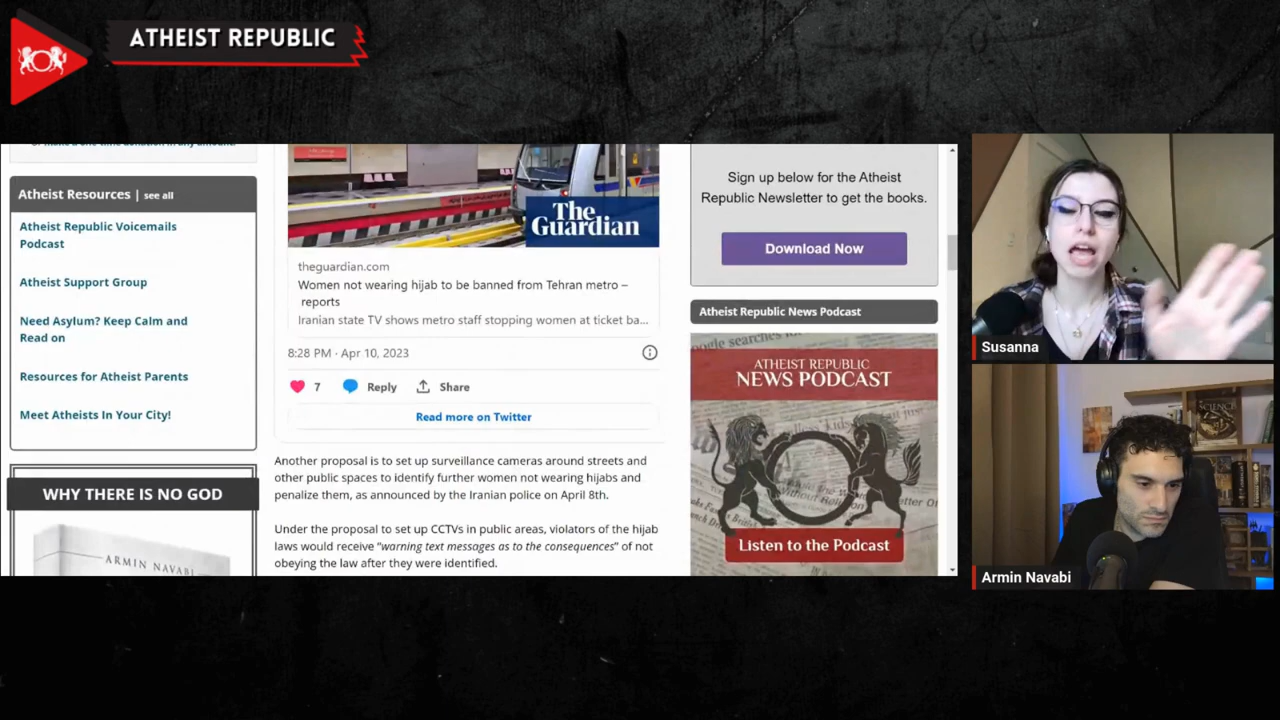 ATHEIST REPUBLIC
Atheist Resources | see all
Atheist Republic Voicemails
Podcast
Atheist Support Group
Need Asylum? Keep Calm and
Read on
Resources for Atheist Parents
Meet Atheists In Your City!
WHY THERE IS NO GOD
ARMIN NAVABI
The
Guardian
theguardian.com
Women not wearing hijab to be banned from Tehran metro –
reports
Iranian state TV shows metro staff stopping women at ticket ba...
8:28 PM · Apr 10, 2023
7 Reply Share
Read more on Twitter
Another proposal is to set up surveillance cameras around streets and
other public spaces to identify further women not wearing hijabs and
penalize them, as announced by the Iranian police on April 8th.
Under the proposal to set up CCTVs in public areas, violators of the hijab
laws would receive "warning text messages as to the consequences" of not
obeying the law after they were identified.
Sign up below for the Atheist
Republic Newsletter to get the books.
Download Now
Atheist Republic News Podcast
ATHEIST REPUBLIC
NEWS PODCAST
Listen to the Podcast
Susanna
SCIENCE
Armin Navabi